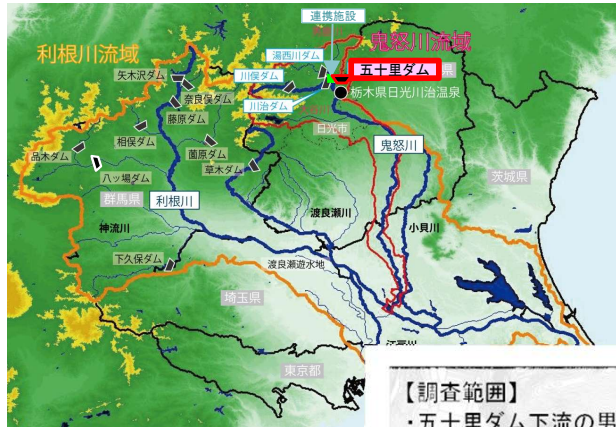 連携施設
利根川流域
鬼怒川流域
湯西川ダム
矢木沢ダム
川俣ダム
五十里ダム
県
奈良俣ダム
栃木県日光川治温泉
川治ダム
藤原ダム
相俣ダム
日光市
鬼怒川
品木ダム
薗原ダム
草木ダム
茨城県
八ッ場ダム
群馬県
利根川
渡良瀬川
神流川
小貝川
下久保ダム
渡良瀬遊水地
埼玉県
東京都
【調査範囲】
・五十里ダム下流の男